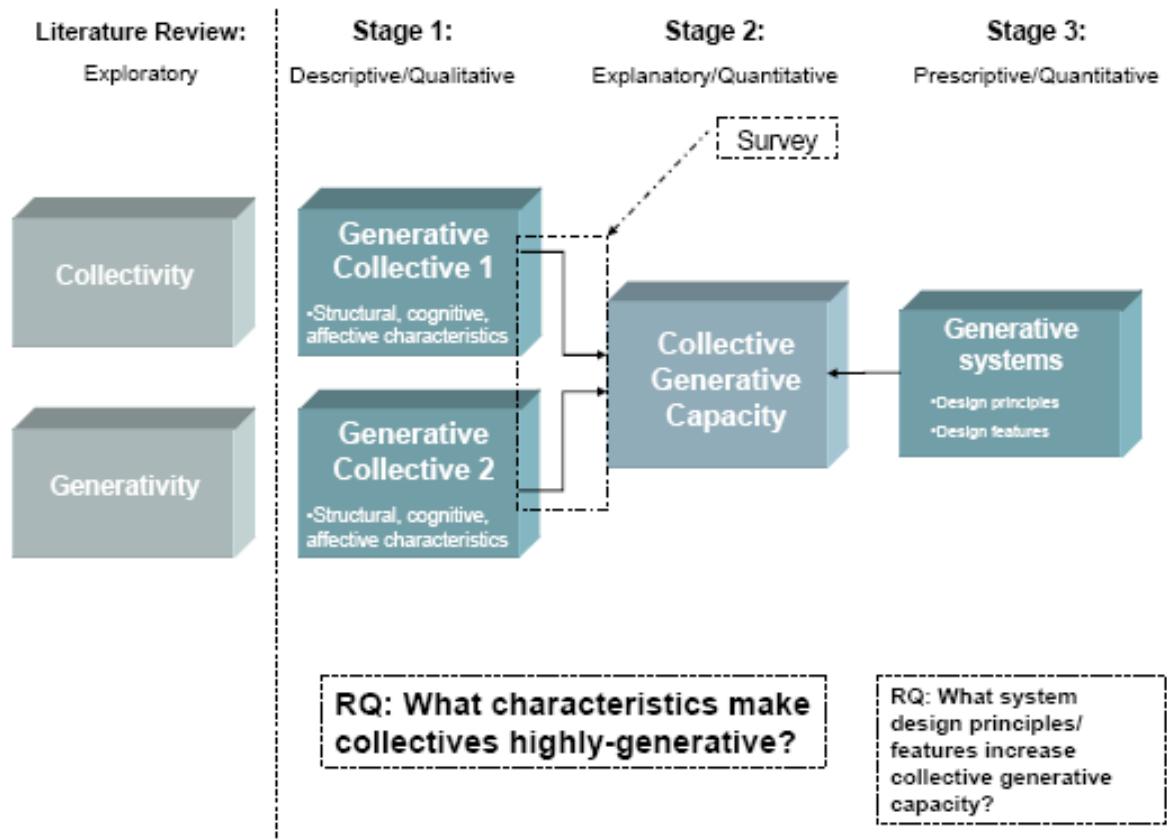 Literature Review:
Exploratory
Stage 1:
Descriptive/Qualitative
Stage 2:
Explanatory/Quantitative
Stage 3:
Prescriptive/Quantitative
Survey
Collectivity
Generativity
Generative
Collective 1
•Structural, cognitive,
affective characteristics
Generative
Collective 2
•Structural, cognitive,
affective characteristics
Collective
Generative
Capacity
Generative
systems
•Design principles
•Design features
RQ: What characteristics make
collectives highly-generative?
RQ: What system
design principles/
features increase
collective generative
capacity?